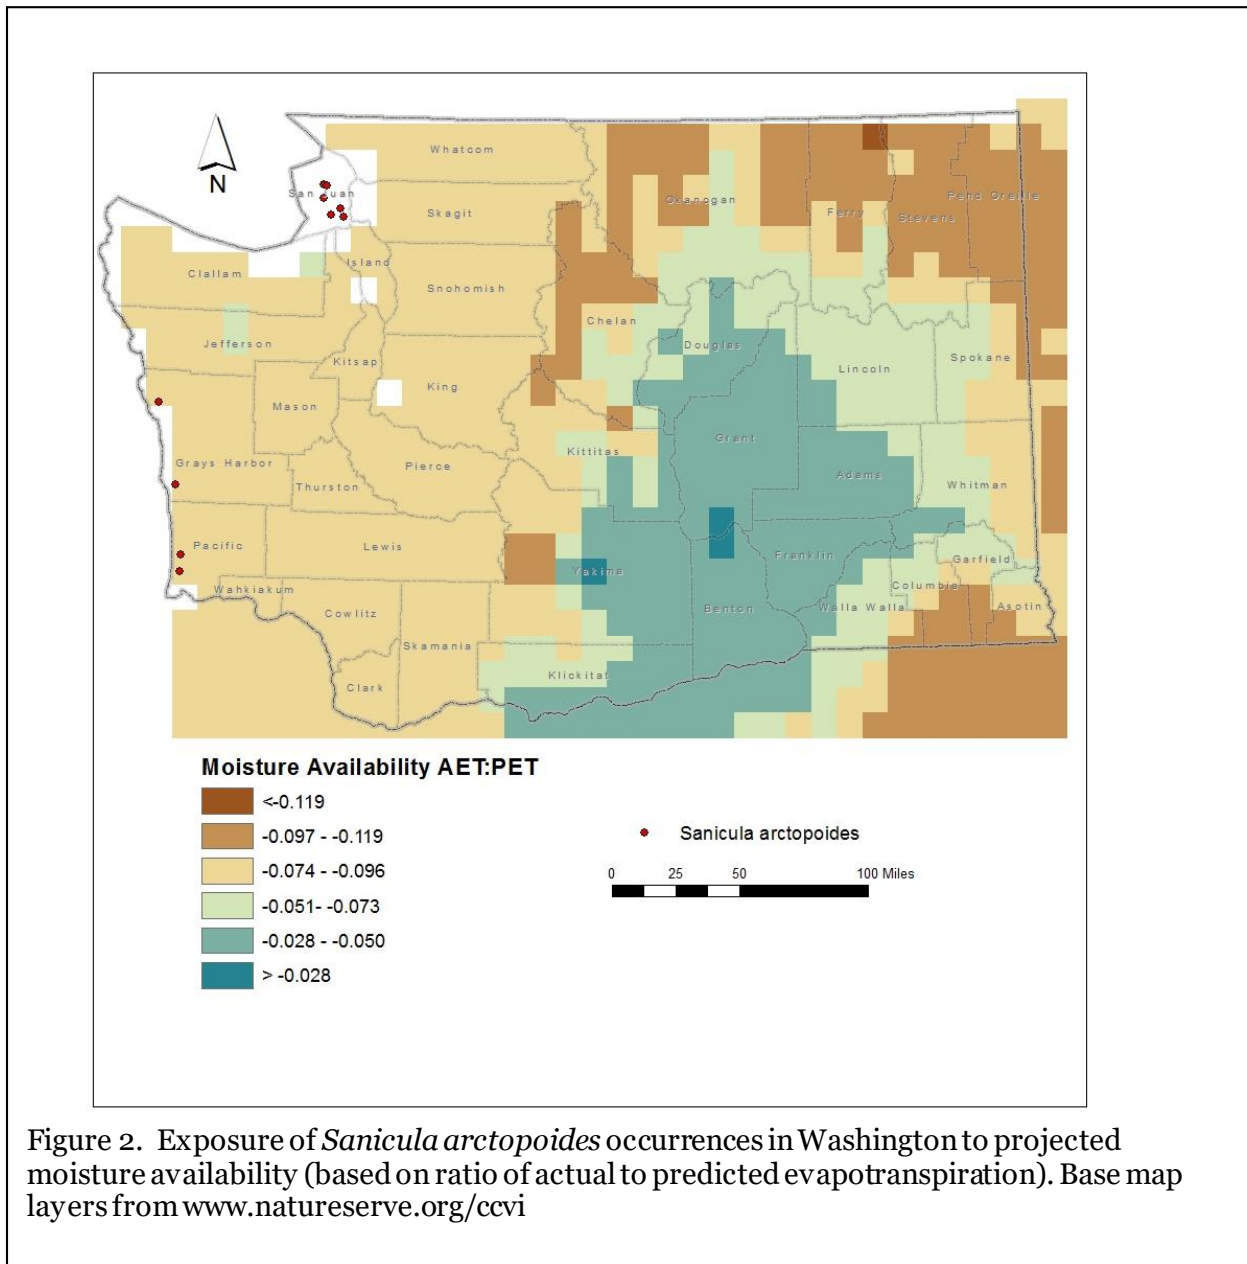 N
Whatcom
San Juan
Okanogan
Pend Oreille
Skagit
Ferry
Stevens
Island
Clallam
Snohomish
Chelan
Jefferson
Douglas
Kitsap
Spokane
Lincoln
King
Mason
Grant
Kittitas
Grays Harbor
Pierce
Adams
Thurston
Whitman
Pacific
Lewis
Franklin
Garfield
Yakima
Columbia
Wahkiakum
Cowlitz
Benton
Walla Walla
Asotin
Skamania
Klickitat
Clark
Moisture Availability AET:PET
<-0.119
-0.097 - -0.119
-0.074 - -0.096
-0.051- -0.073
-0.028 - -0.050
> -0.028
Sanicula arctopoides
0 25 50 100 Miles
Figure 2. Exposure of Sanicula arctopoides occurrences in Washington to projected
moisture availability (based on ratio of actual to predicted evapotranspiration). Base map
layers from www.natureserve.org/ccvi